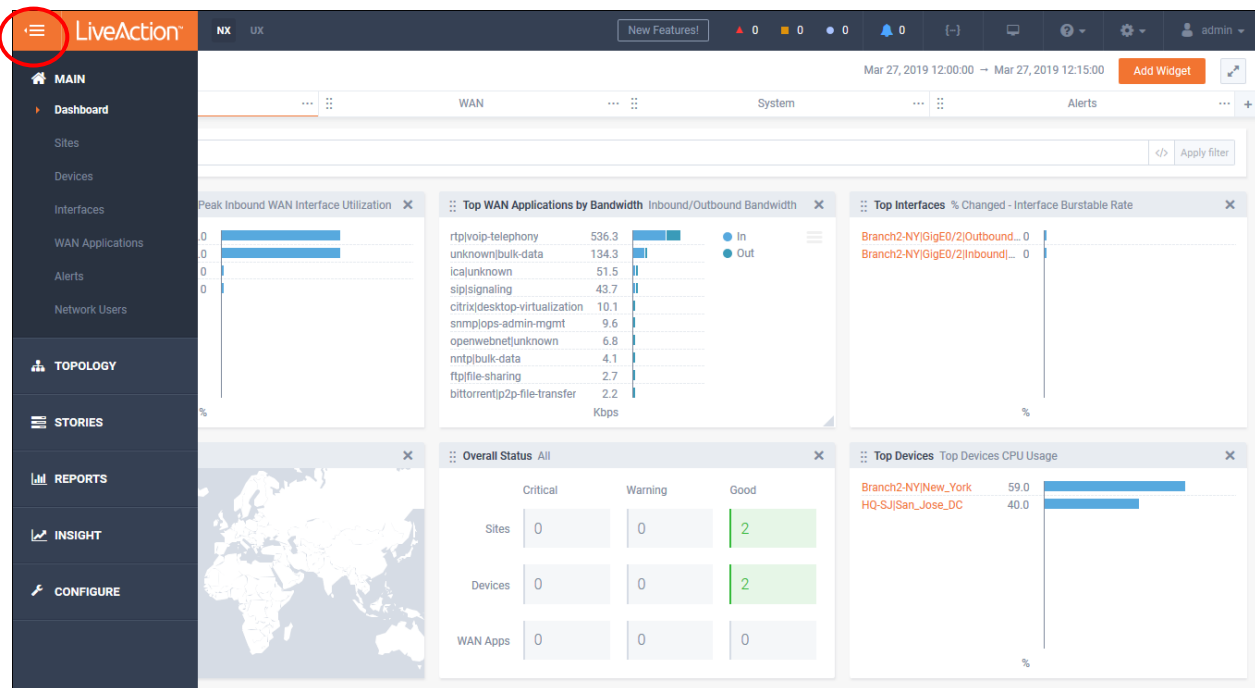 LiveAction™ NX UX New Features! 0 0 0 0 {-} admin
MAIN
Dashboard
Sites
Devices
Interfaces
WAN Applications
Alerts
Network Users
TOPOLOGY
STORIES
REPORTS
INSIGHT
CONFIGURE
Mar 27, 2019 12:00:00 → Mar 27, 2019 12:15:00 Add Widget
... WAN ... System ... Alerts ... +
</> Apply filter
Peak Inbound WAN Interface Utilization
.0
.0
0
0
%
Top WAN Applications by Bandwidth Inbound/Outbound Bandwidth
rtp|voip-telephony 536.3
unknown|bulk-data 134.3
ica|unknown 51.5
sip|signaling 43.7
citrix|desktop-virtualization 10.1
snmp|ops-admin-mgmt 9.6
openwebnet|unknown 6.8
nntp|bulk-data 4.1
ftp|file-sharing 2.7
bittorrent|p2p-file-transfer 2.2
Kbps
In
Out
Top Interfaces % Changed - Interface Burstable Rate
Branch2-NY|GigE0/2|Outbound... 0
Branch2-NY|GigE0/2|Inbound|... 0
%
Overall Status All
Critical Warning Good
Sites 0 0 2
Devices 0 0 2
WAN Apps 0 0 0
Top Devices Top Devices CPU Usage
Branch2-NY|New_York 59.0
HQ-SJ|San_Jose_DC 40.0
%